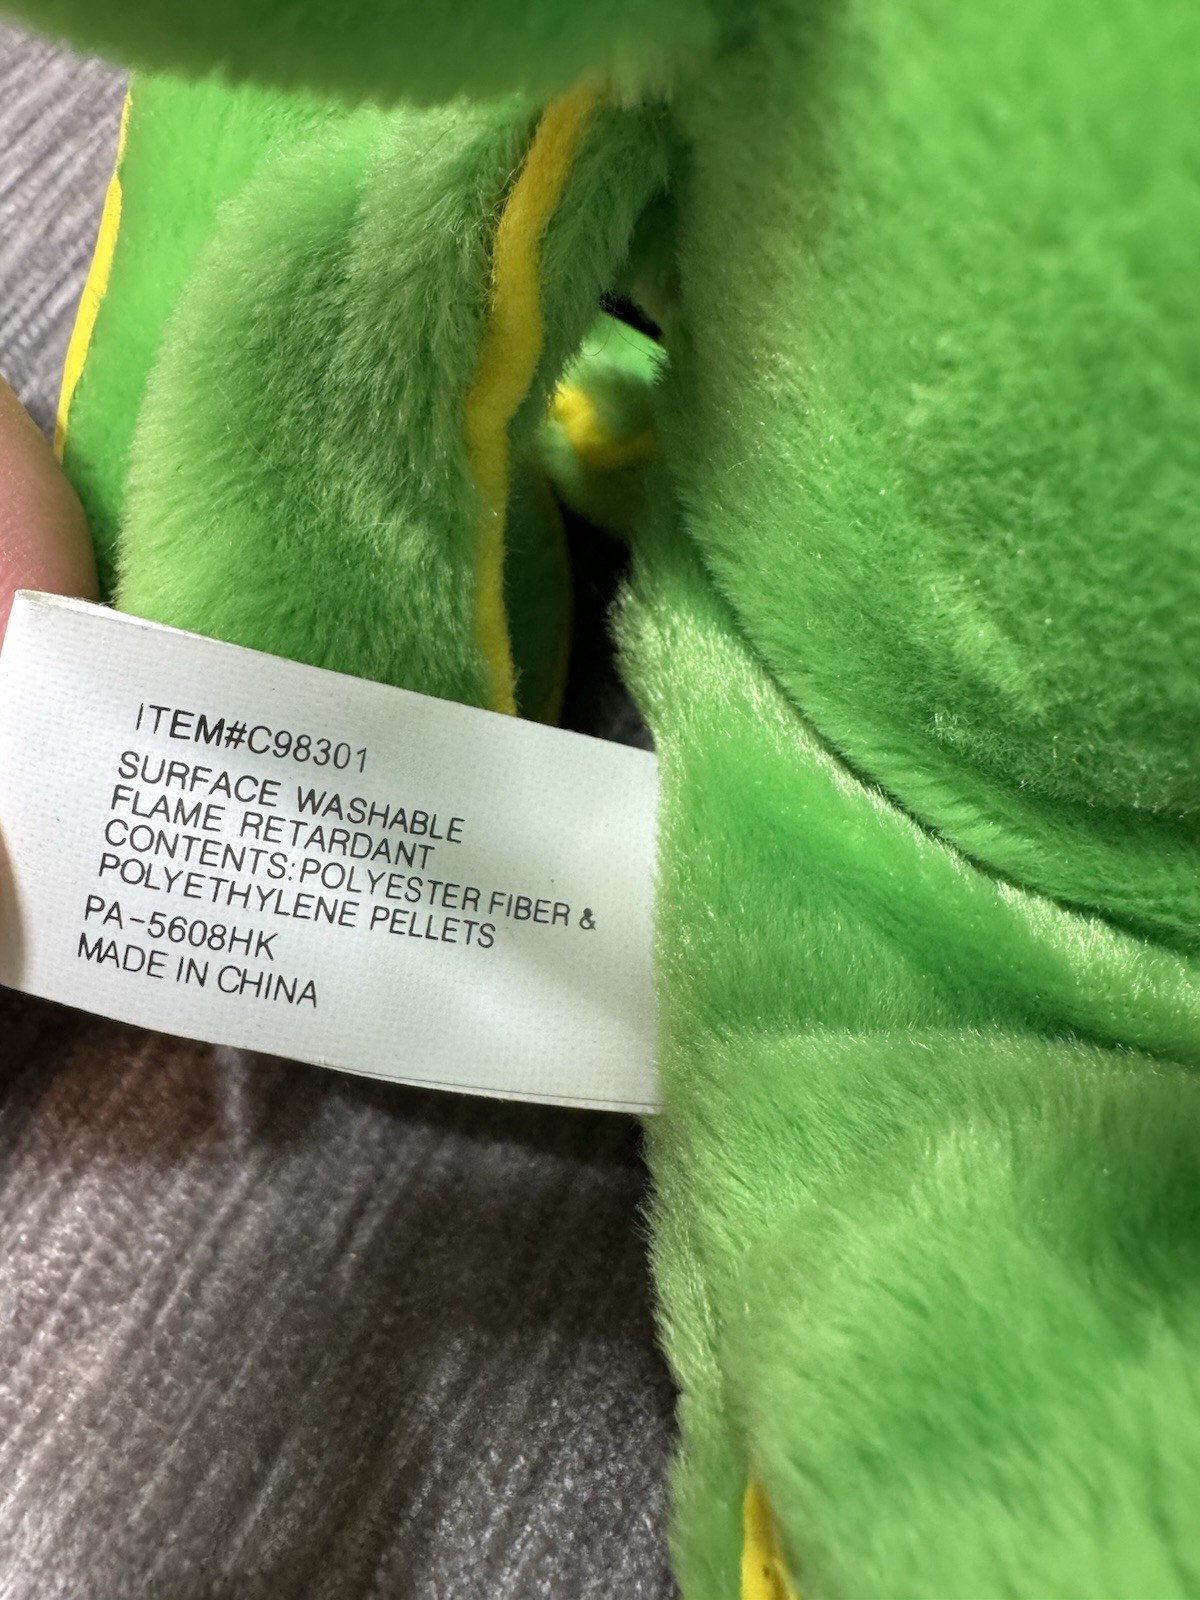 ITEM#C98301
SURFACE WASHABLE
FLAME RETARDANT
CONTENTS:POLYESTER FIBER &
POLYETHYLENE PELLETS
PA-5608HK
MADE IN CHINA